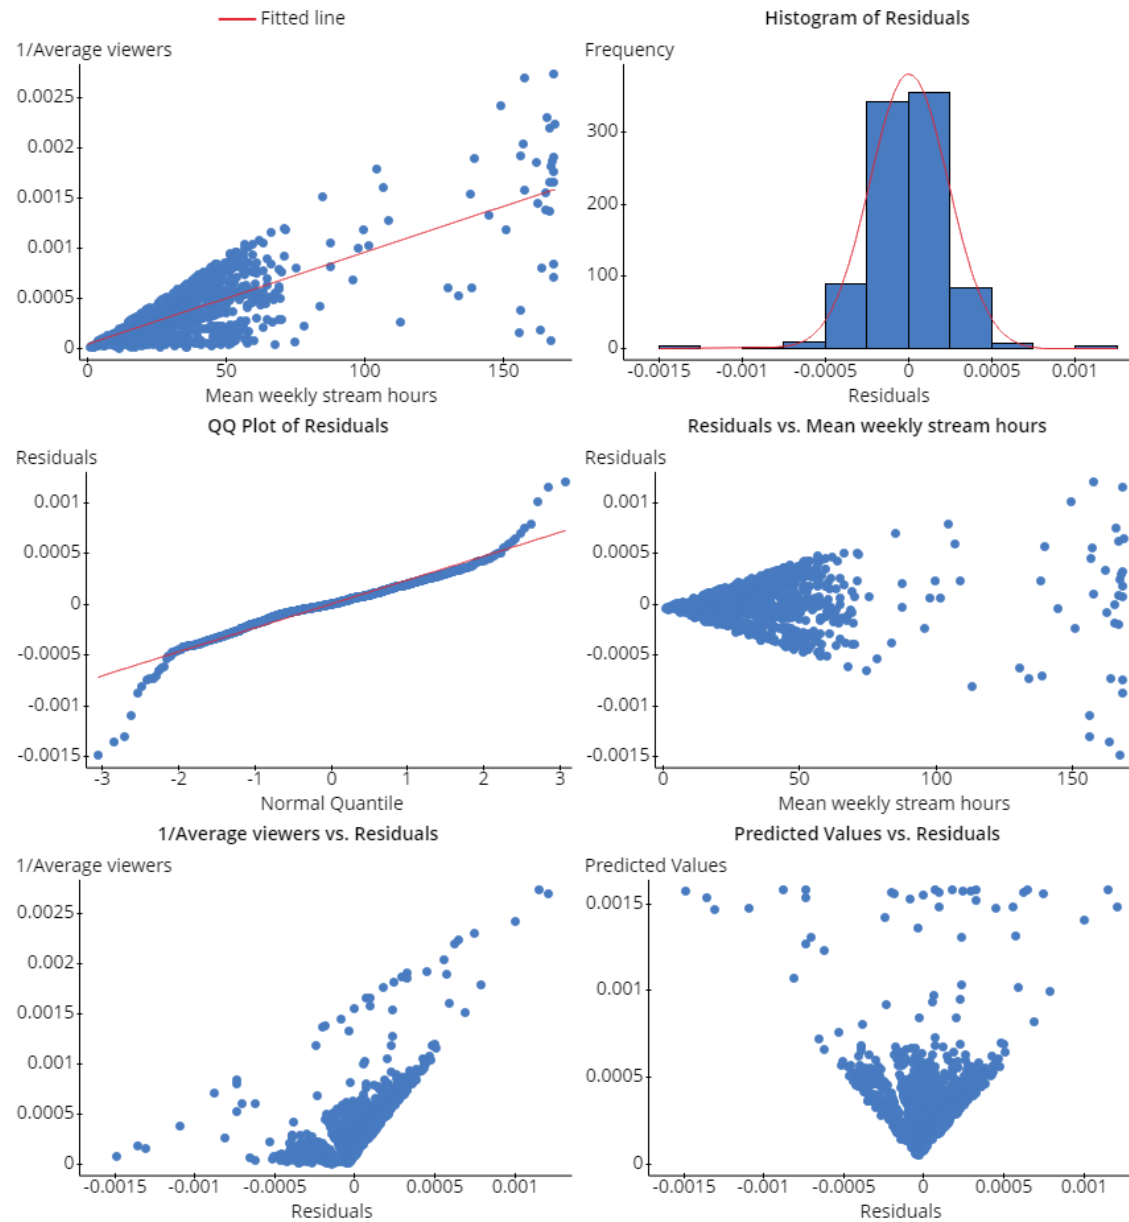 Fitted line
1/Average viewers
0.0025
0.002
0.0015
0.001
0.0005
0
0 50 100 150
Mean weekly stream hours
Histogram of Residuals
Frequency
300
200
100
0
-0.0015 -0.001 -0.0005 0 0.0005 0.001
Residuals
QQ Plot of Residuals
Residuals
0.001
0.0005
0
-0.0005
-0.001
-0.0015
-3 -2 -1 0 1 2 3
Normal Quantile
Residuals vs. Mean weekly stream hours
Residuals
0.001
0.0005
0
-0.0005
-0.001
-0.0015
0 50 100 150
Mean weekly stream hours
1/Average viewers vs. Residuals
1/Average viewers
0.0025
0.002
0.0015
0.001
0.0005
0
-0.0015 -0.001 -0.0005 0 0.0005 0.001
Residuals
Predicted Values vs. Residuals
Predicted Values
0.0015
0.001
0.0005
0
-0.0015 -0.001 -0.0005 0 0.0005 0.001
Residuals